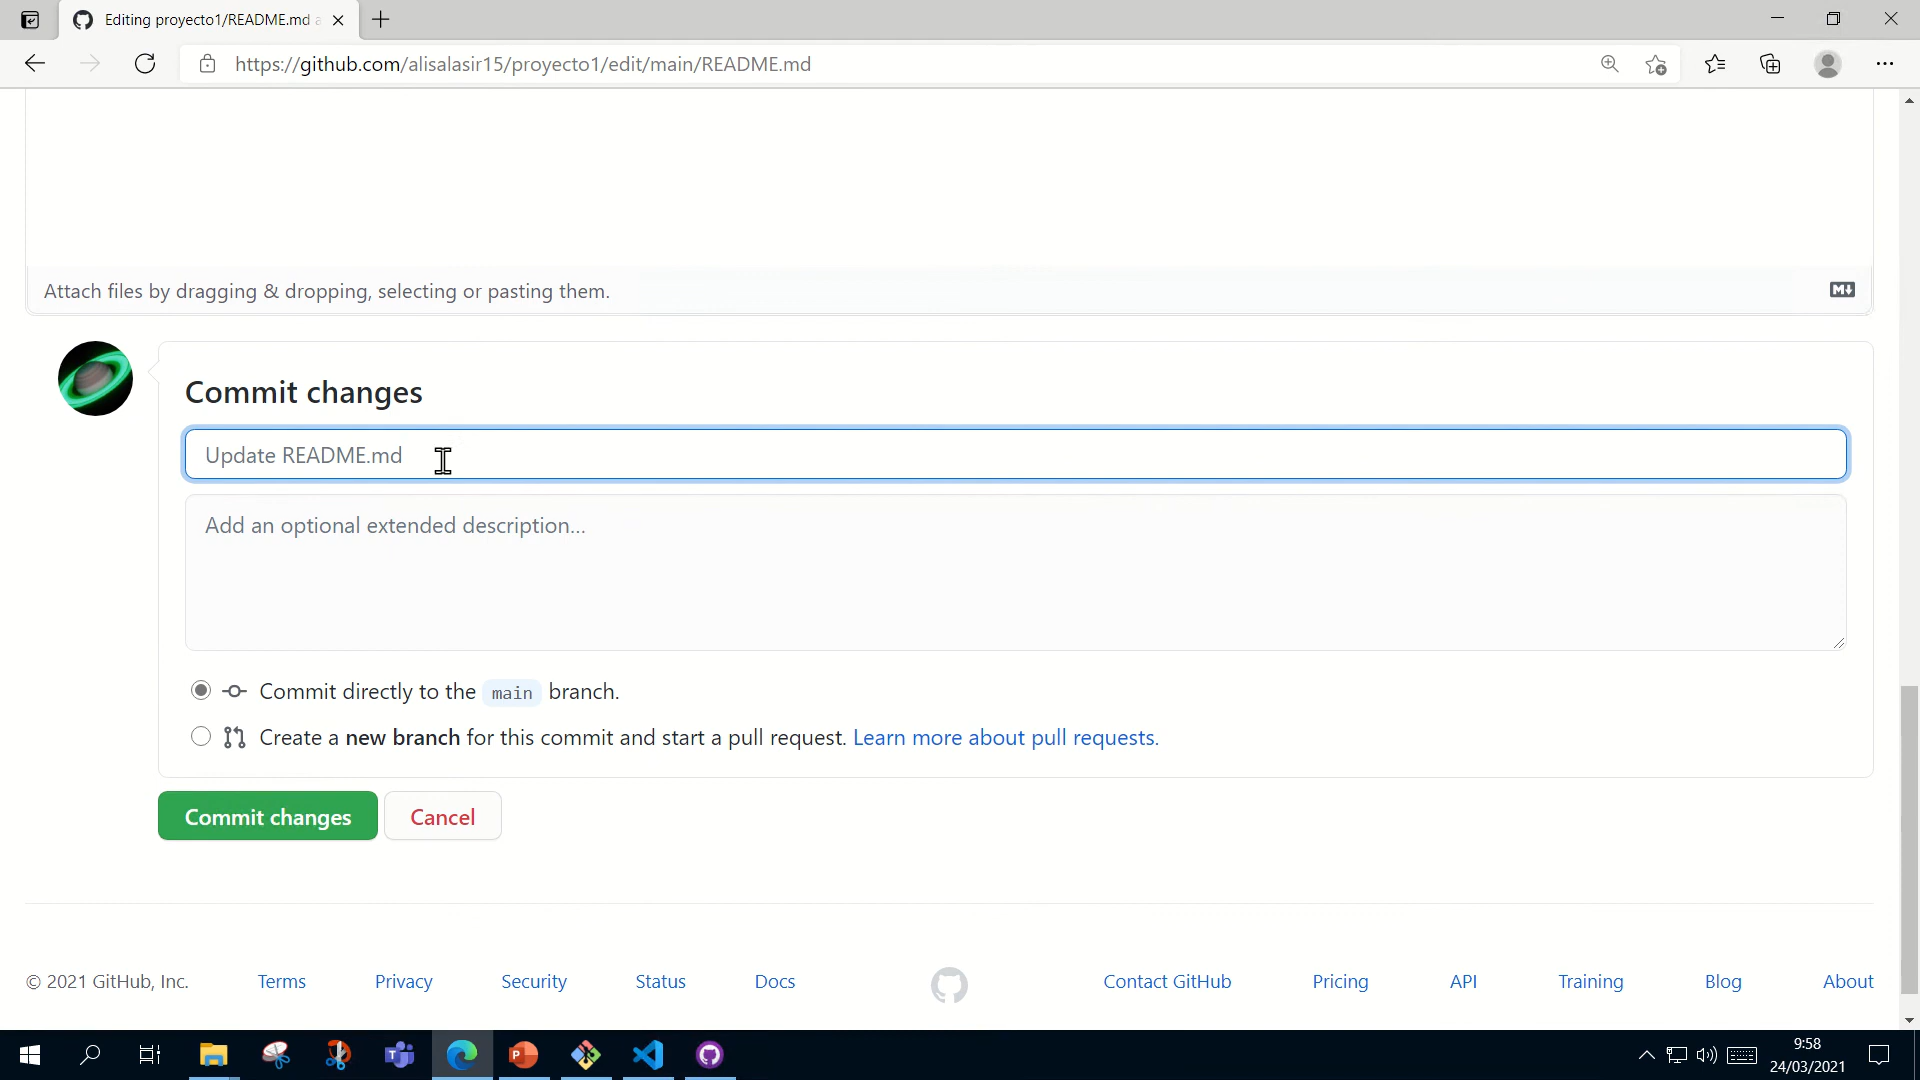 Editing proyecto1/README.md a
https://github.com/alisalasir15/proyecto1/edit/main/README.md
Attach files by dragging & dropping, selecting or pasting them.
Commit changes
Update README.md
Add an optional extended description...
Commit directly to the main branch.
Create a new branch for this commit and start a pull request. Learn more about pull requests.
Commit changes
Cancel
© 2021 GitHub, Inc. Terms Privacy Security Status Docs Contact GitHub Pricing API Training Blog About
9:58
24/03/2021